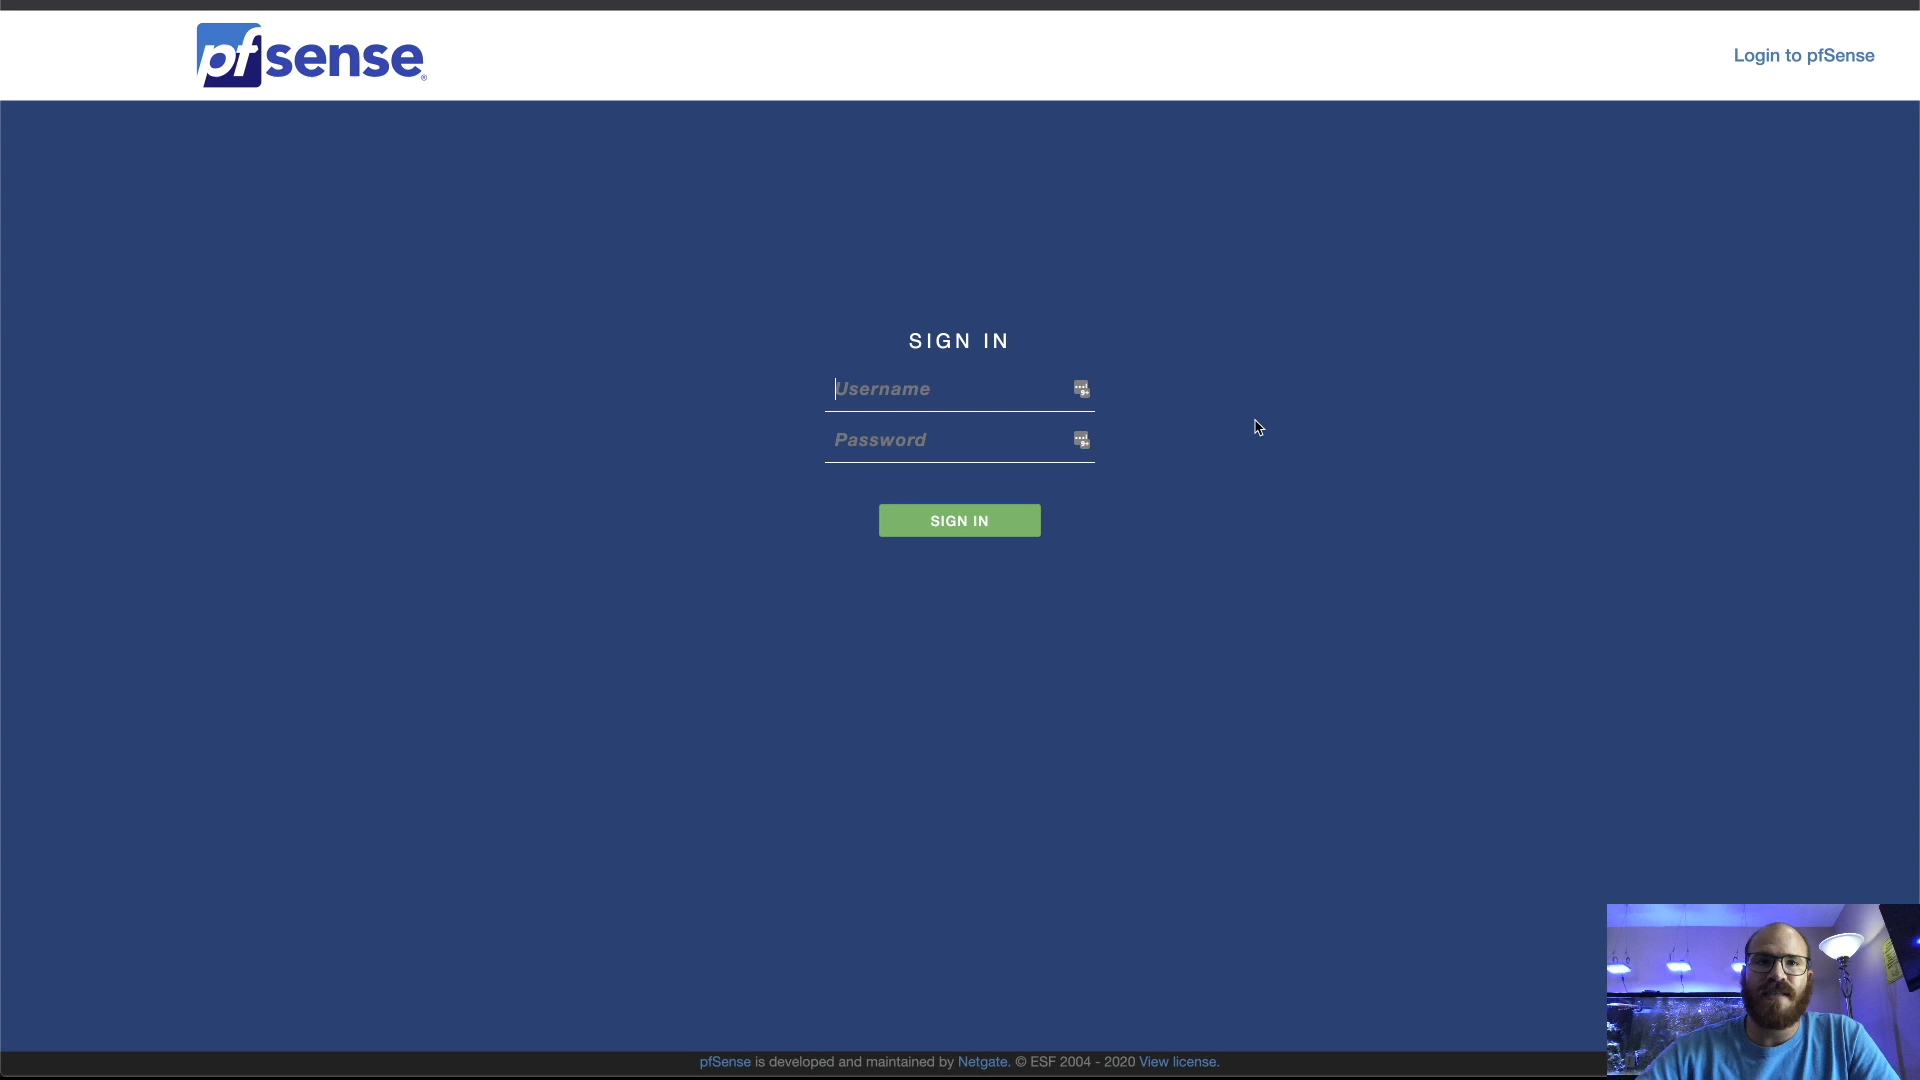 pfsense®
Login to pfSense
SIGN IN
Username
Password
SIGN IN
pfSense is developed and maintained by Netgate. © ESF 2004 - 2020 View license.